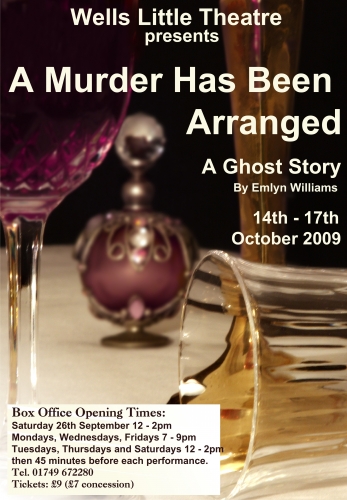 Wells Little Theatre
presents
A Murder Has Been
Arranged
A Ghost Story
By Emlyn Williams
14th - 17th
October 2009
Box Office Opening Times:
Saturday 26th September 12 - 2pm
Mondays, Wednesdays, Fridays 7 - 9pm
Tuesdays, Thursdays and Saturdays 12 - 2pm
then 45 minutes before each performance.
Tel. 01749 672280
Tickets: £9 (£7 concession)